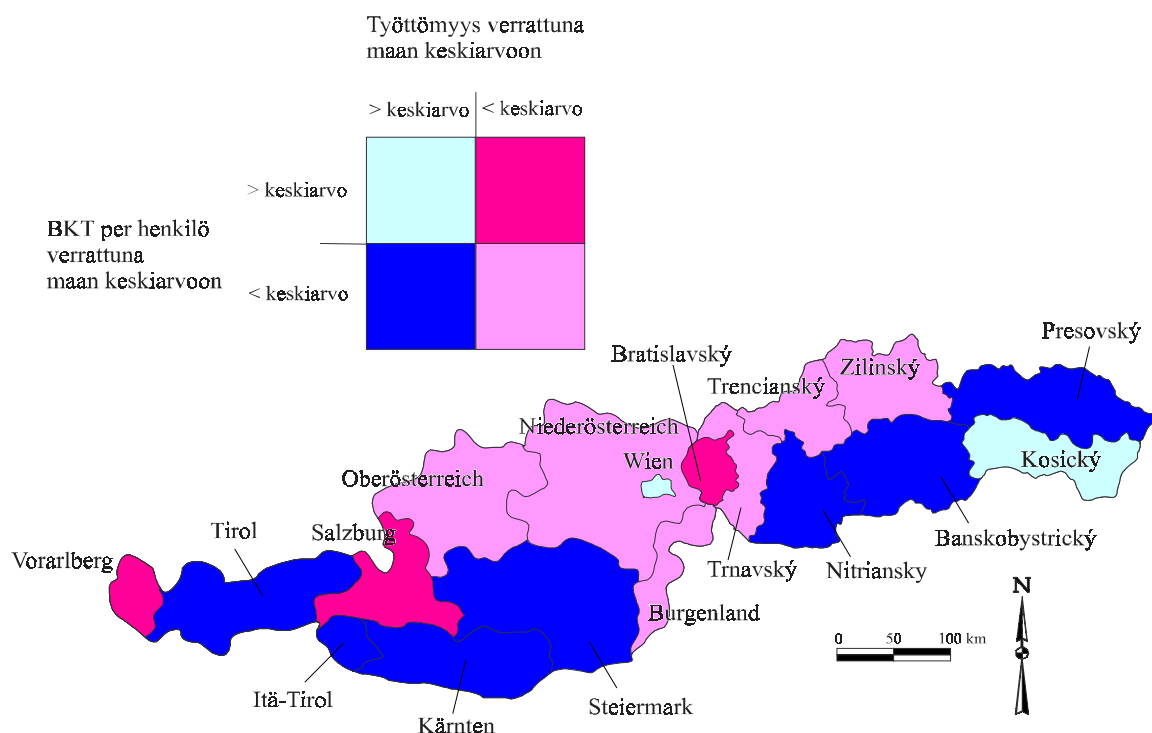 Työttömyys verrattuna
maan keskiarvoon
> keskiarvo
< keskiarvo
> keskiarvo
BKT per henkilö
verrattuna
maan keskiarvoon
< keskiarvo
Presovský
Bratislavský
Zilinský
Trencianský
Niederösterreich
Wien
Kosický
Oberösterreich
Tirol
Salzburg
Banskobystrický
Vorarlberg
Trnavský
Nitriansky
N
Burgenland
0 50 100 km
Itä-Tirol
Steiermark
Kärnten